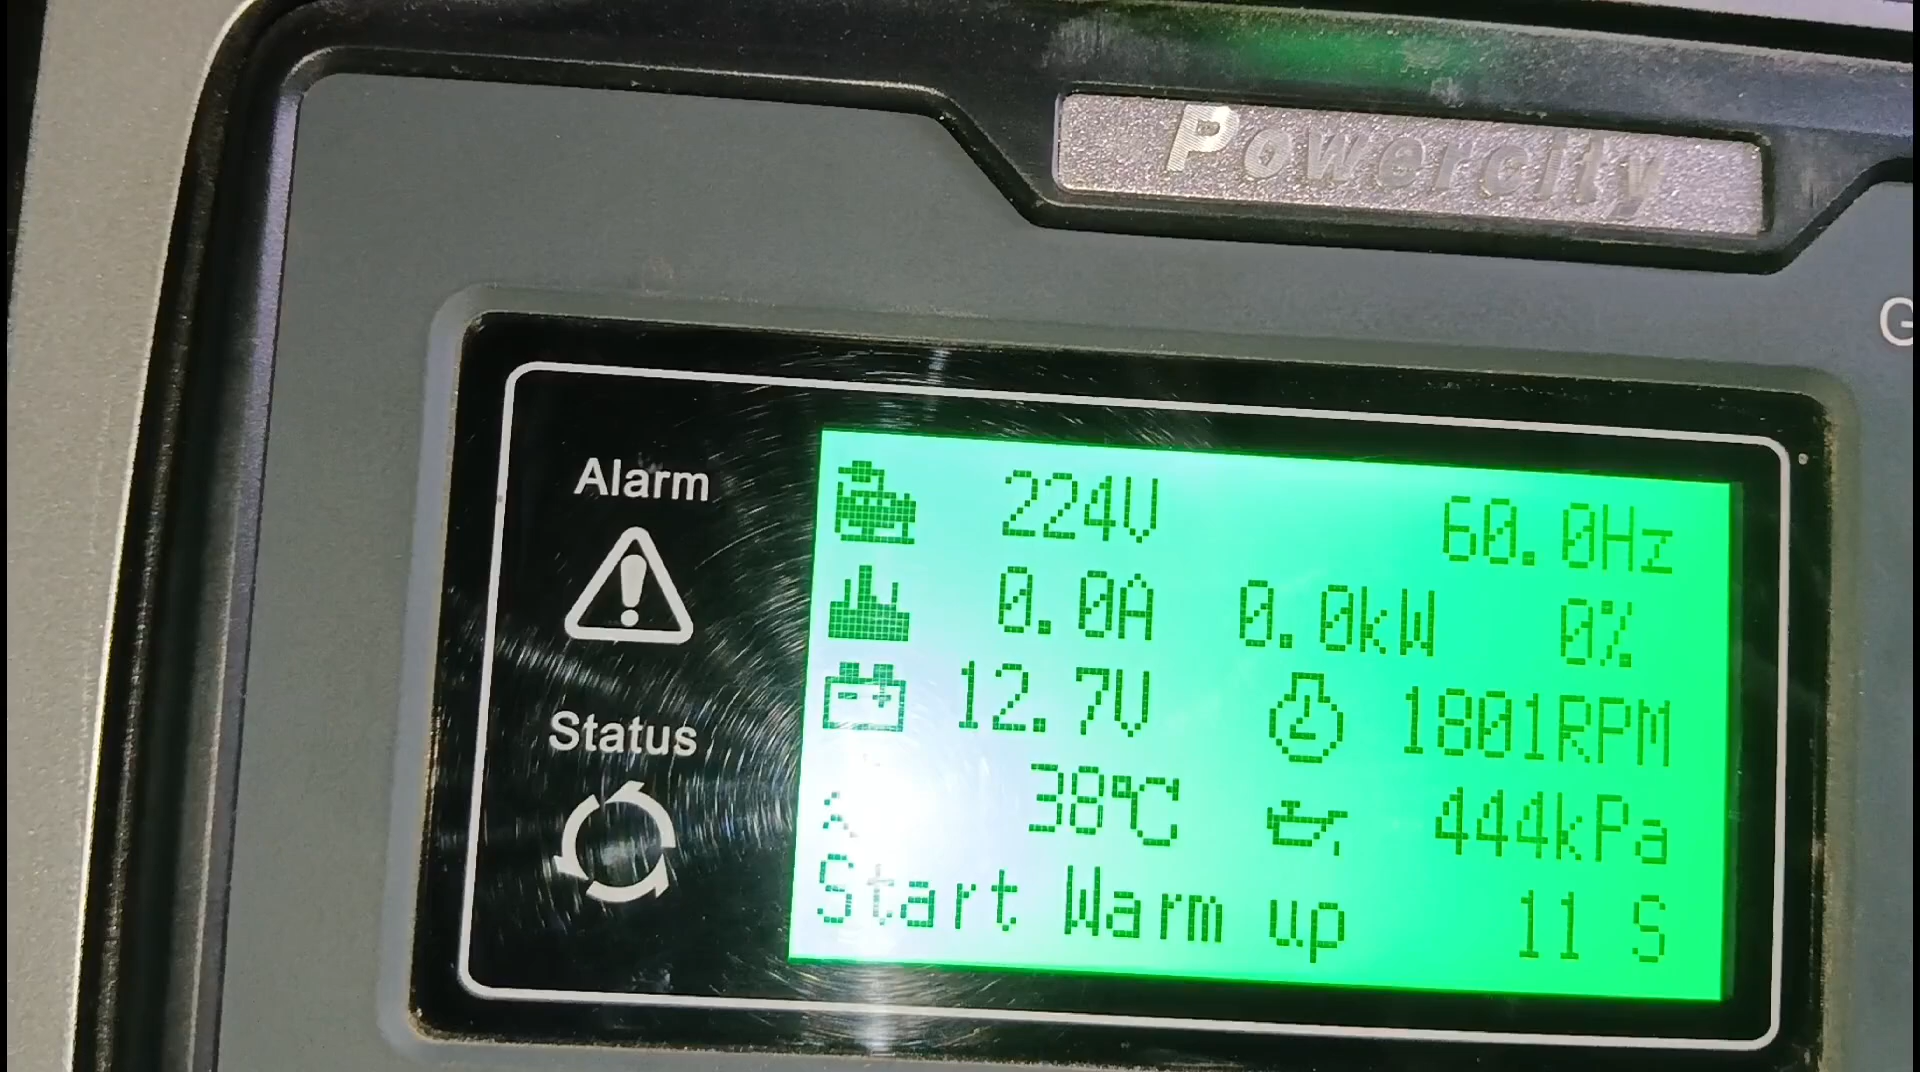 Powercity
G
Alarm
Status
224V 60.0Hz
0.0A 0.0kW 0%
12.7V 1801RPM
38℃ 444kPa
Start Warm up 11 S